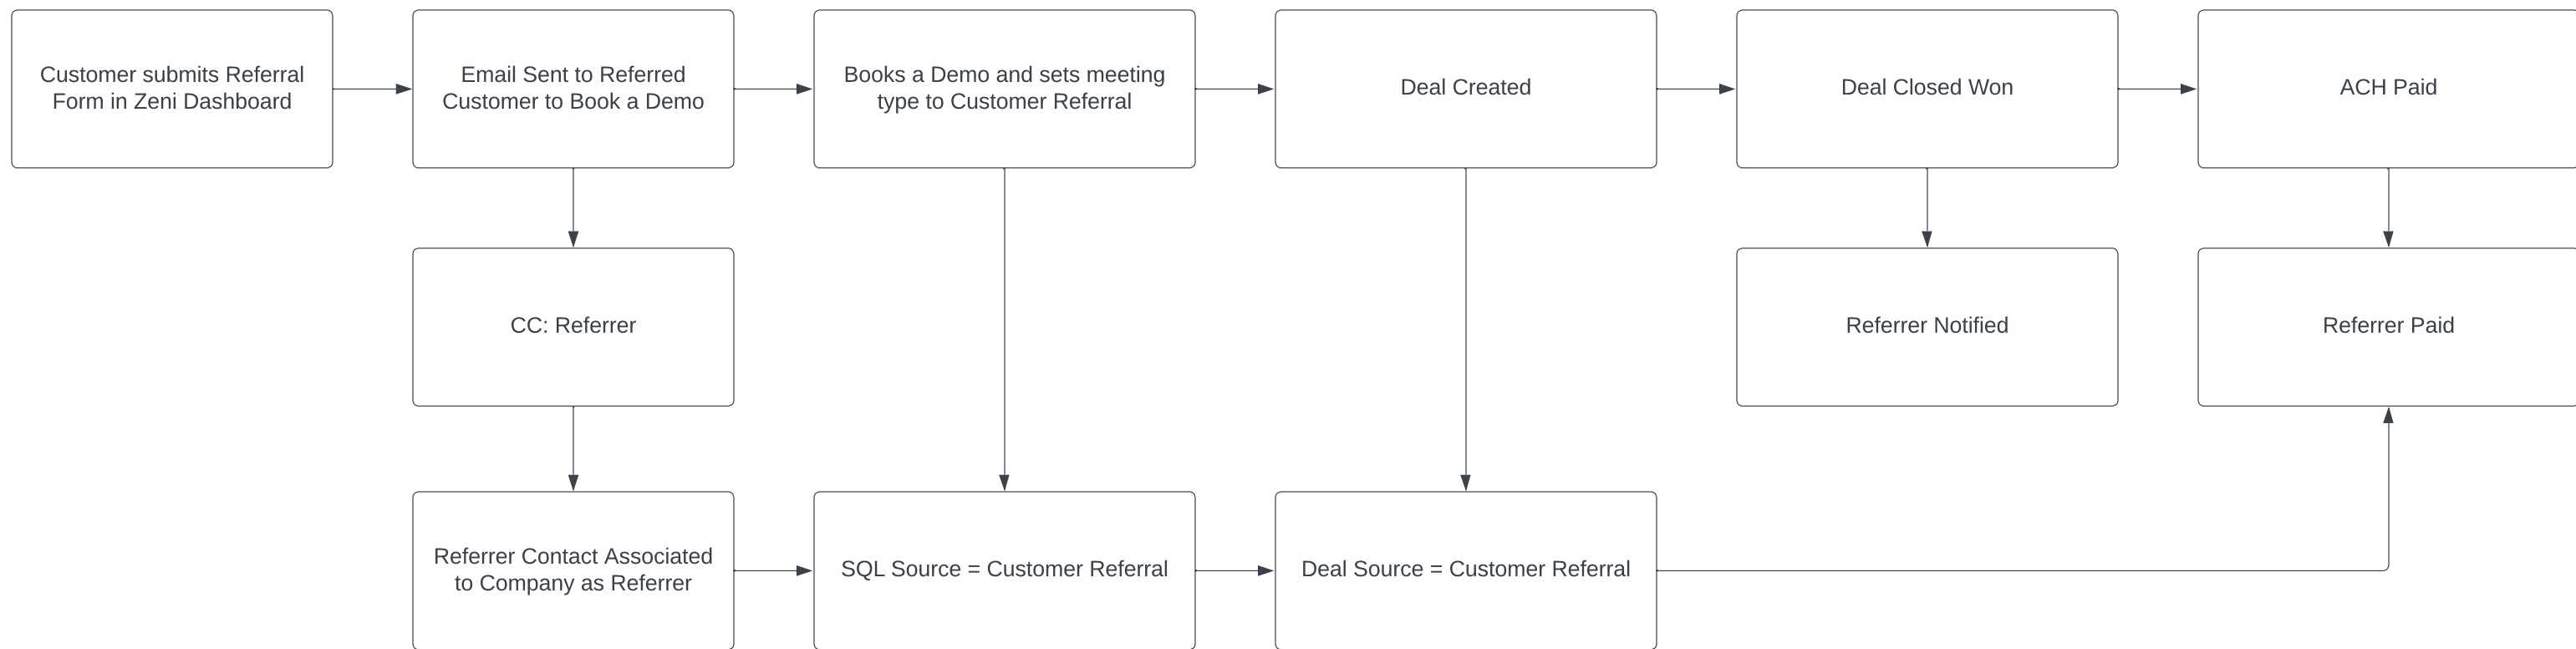 Customer submits Referral
Form in Zeni Dashboard
Email Sent to Referred
Customer to Book a Demo
Books a Demo and sets meeting
type to Customer Referral
Deal Created
Deal Closed Won
ACH Paid
CC: Referrer
Referrer Notified
Referrer Paid
Referrer Contact Associated
to Company as Referrer
SQL Source = Customer Referral
Deal Source = Customer Referral